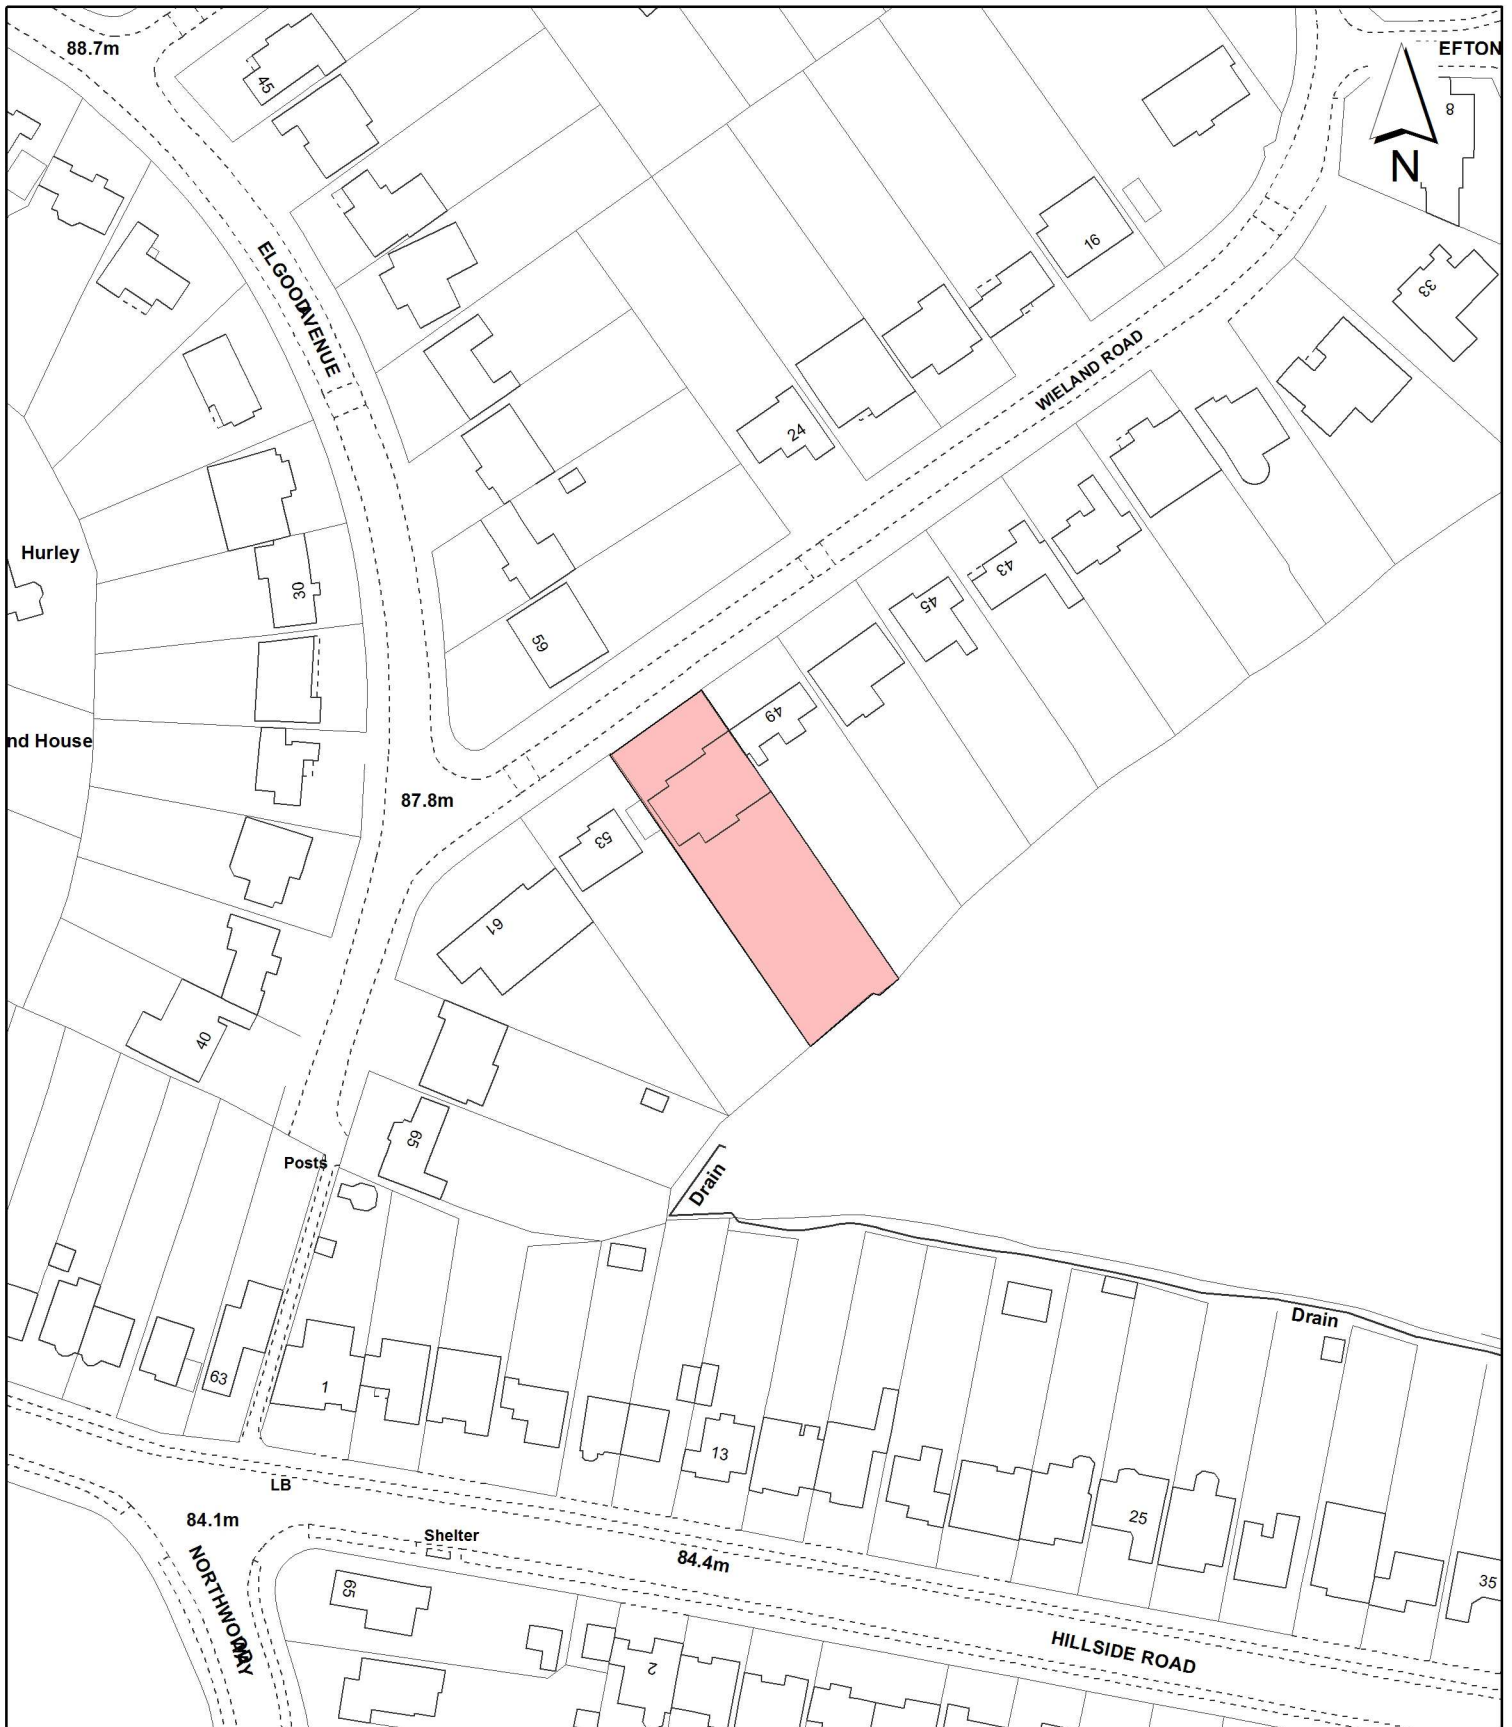 88.7m
EFTON
45
8
N
ELGOOD AVENUE
16
33
WIELAND ROAD
24
Hurley
43
30
45
59
49
nd House
87.8m
53
61
40
65
Posts
Drain
Drain
63
1
13
LB
25
84.1m
Shelter
84.4m
35
65
NORTHWOOD WAY
HILLSIDE ROAD
2